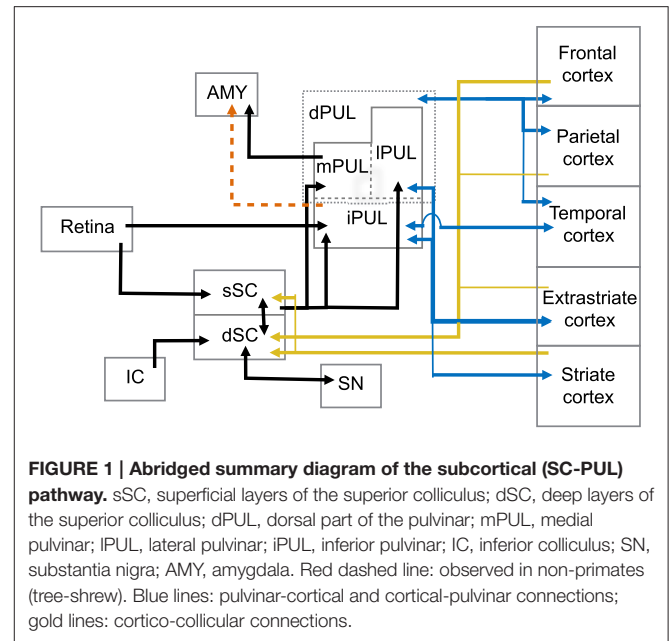 Frontal
cortex
AMY
dPUL
lPUL
mPUL
Parietal
cortex
Retina
iPUL
Temporal
cortex
sSC
dSC
Extrastriate
cortex
IC
SN
Striate
cortex
FIGURE 1 | Abridged summary diagram of the subcortical (SC-PUL)
pathway. sSC, superficial layers of the superior colliculus; dSC, deep layers of
the superior colliculus; dPUL, dorsal part of the pulvinar; mPUL, medial
pulvinar; lPUL, lateral pulvinar; iPUL, inferior pulvinar; IC, inferior colliculus; SN,
substantia nigra; AMY, amygdala. Red dashed line: observed in non-primates
(tree-shrew). Blue lines: pulvinar-cortical and cortical-pulvinar connections;
gold lines: cortico-collicular connections.